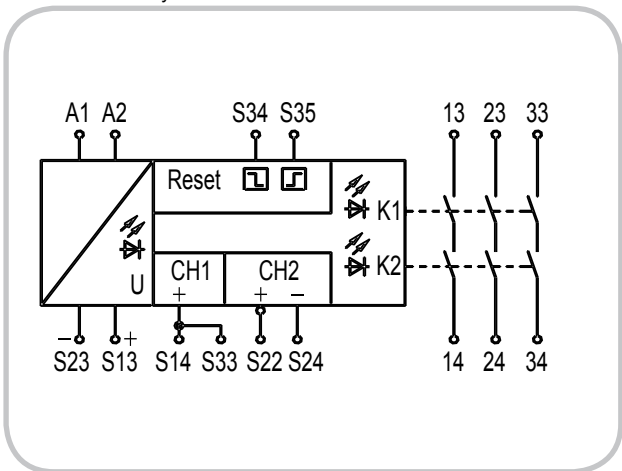 A1 A2 S34 S35 13 23 33
Reset
K1
K2
U
CH1 CH2
+ + −
− +
S23 S13 S14 S33 S22 S24 14 24 34